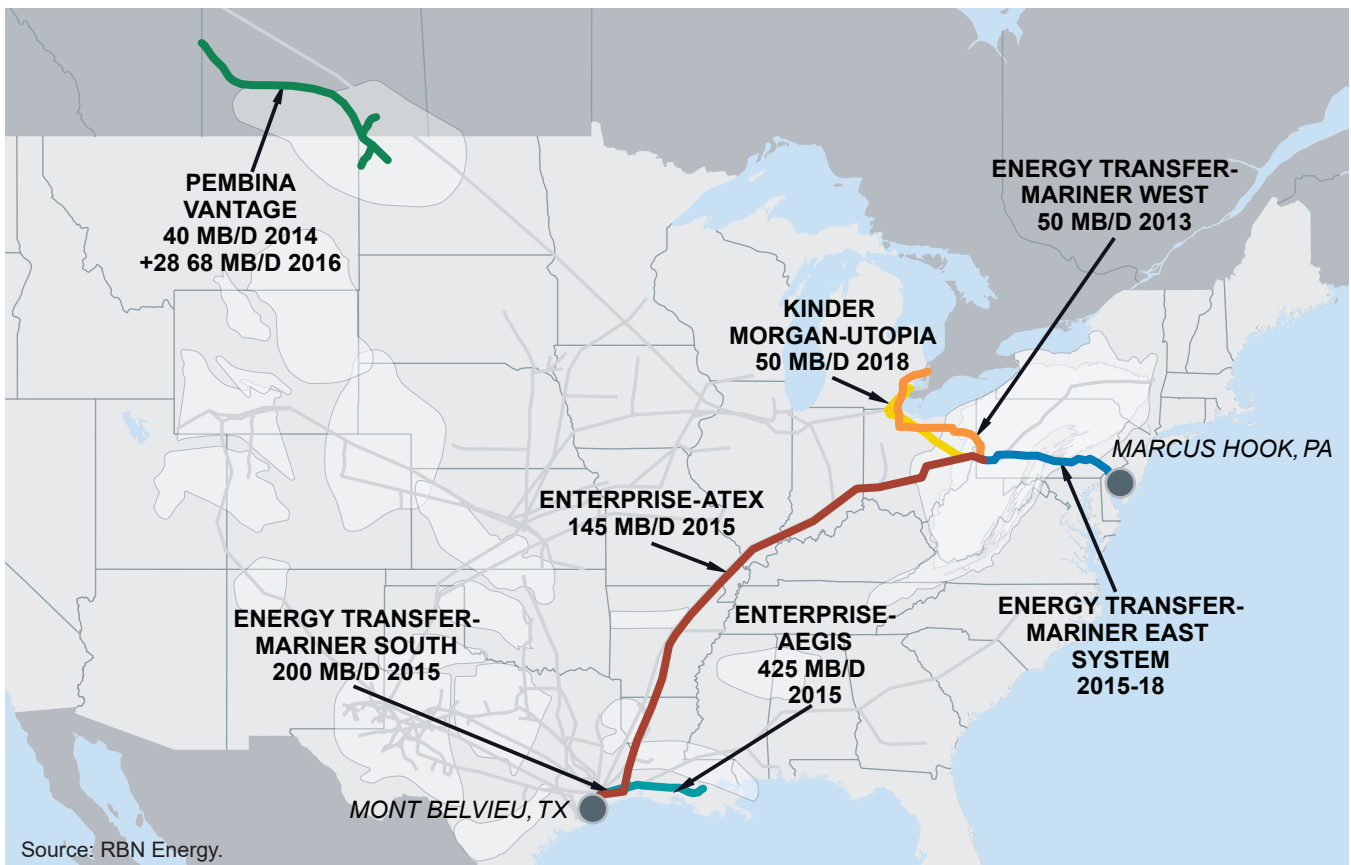 PEMBINA
VANTAGE
40 MB/D 2014
+28 68 MB/D 2016
ENERGY TRANSFER-
MARINER WEST
50 MB/D 2013
KINDER
MORGAN-UTOPIA
50 MB/D 2018
MARCUS HOOK, PA
ENTERPRISE-ATEX
145 MB/D 2015
ENERGY TRANSFER-
MARINER SOUTH
200 MB/D 2015
ENTERPRISE-
AEGIS
425 MB/D
2015
ENERGY TRANSFER-
MARINER EAST
SYSTEM
2015-18
MONT BELVIEU, TX
Source: RBN Energy.